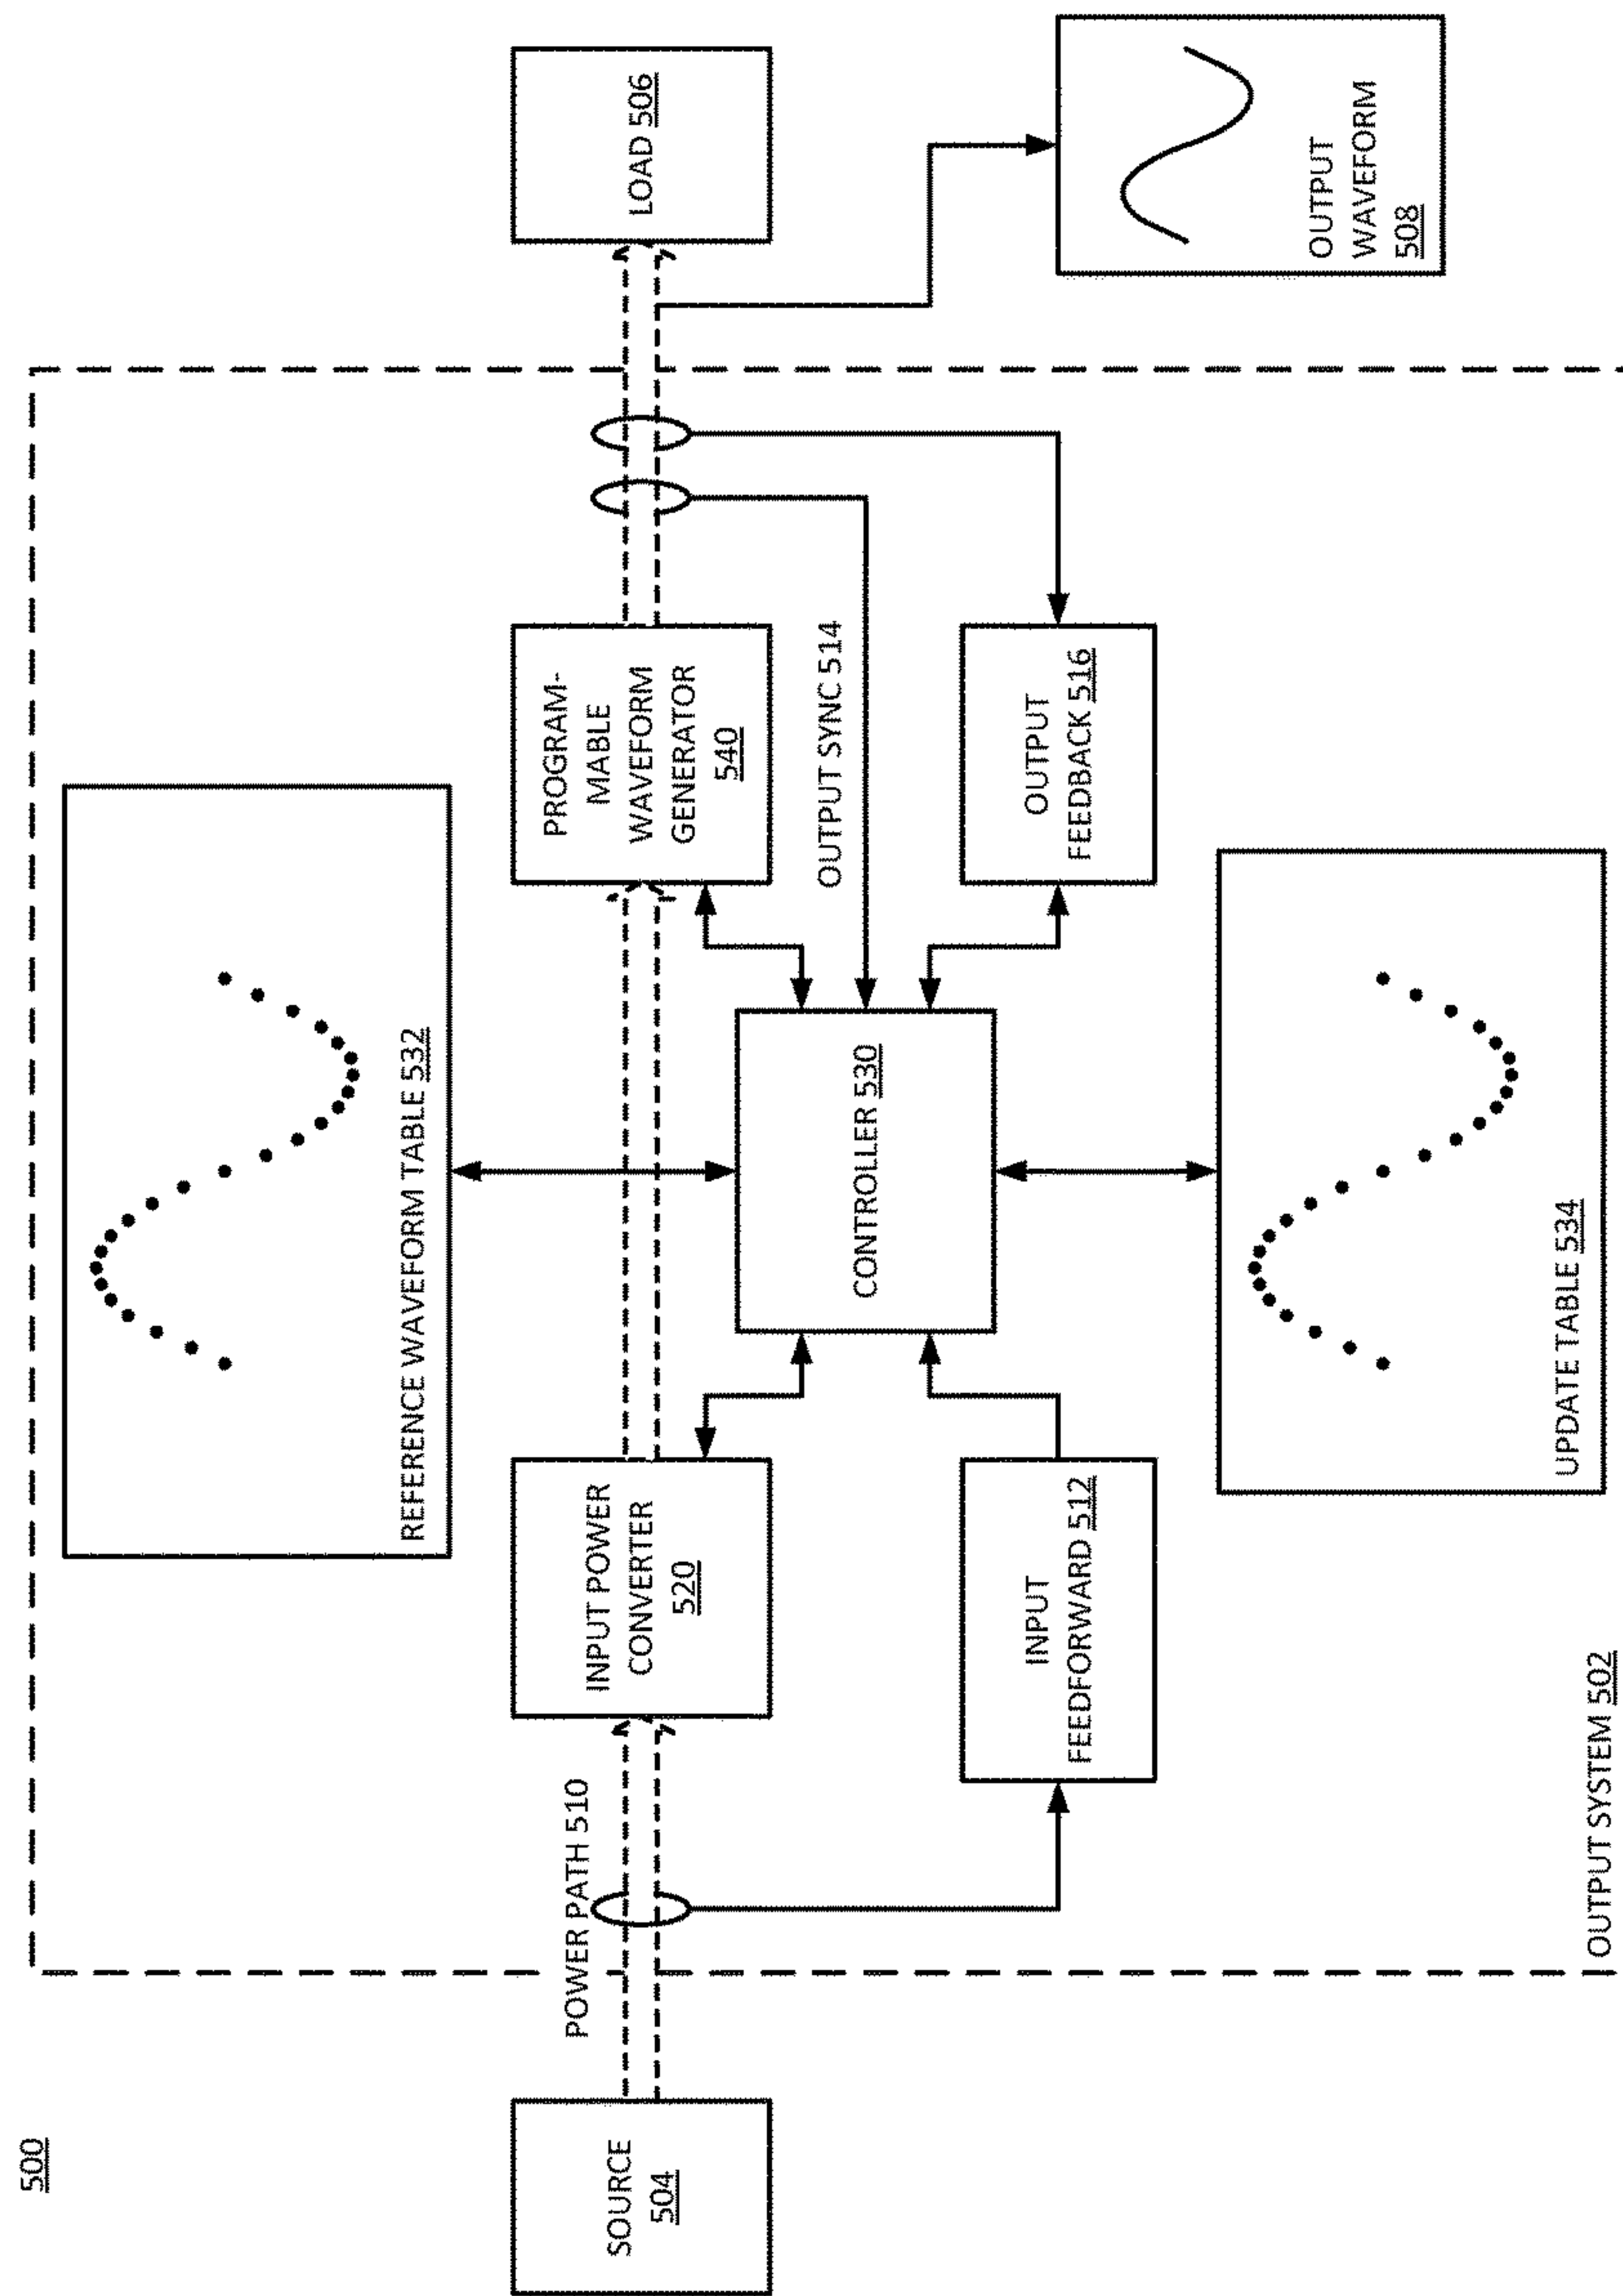 500
REFERENCE WAVEFORM TABLE 532
SOURCE
504
POWER PATH 510
INPUT POWER
CONVERTER
520
PROGRAM-
MABLE
WAVEFORM
GENERATOR
540
LOAD 506
CONTROLLER 530
OUTPUT SYNC 514
INPUT
FEEDFORWARD 512
OUTPUT
FEEDBACK 516
OUTPUT
WAVEFORM
508
UPDATE TABLE 534
OUTPUT SYSTEM 502